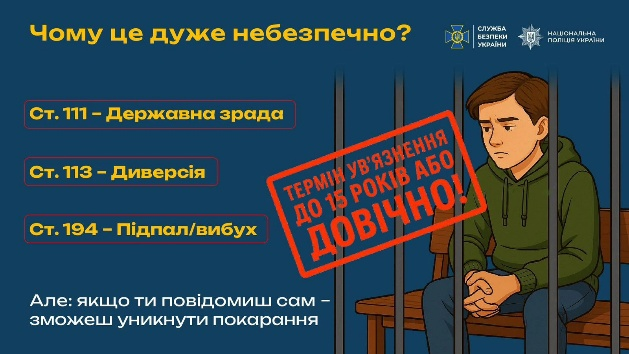 Чому це дуже небезпечно?
СЛУЖБА
БЕЗПЕКИ
УКРАЇНИ
НАЦІОНАЛЬНА
ПОЛІЦІЯ УКРАЇНИ
Ст. 111 – Державна зрада
Ст. 113 – Диверсія
Ст. 194 – Підпал/вибух
ТЕРМІН УВ'ЯЗНЕННЯ
ДО 15 РОКІВ АБО
ДОВІЧНО!
Але: якщо ти повідомиш сам –
зможеш уникнути покарання